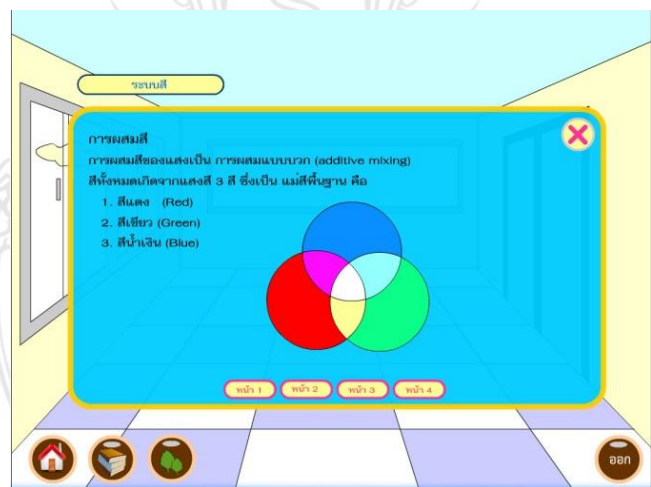 ระบบสี
การผสมสี
การผสมสีของแสงเป็น การผสมแบบบวก (additive mixing)
สีทั้งหมดเกิดจากแสงสี 3 สี ซึ่งเป็น แม่สีพื้นฐาน คือ
1. สีแดง (Red)
2. สีเขียว (Green)
3. สีน้ำเงิน (Blue)
หน้า 1 หน้า 2 หน้า 3 หน้า 4
ออก